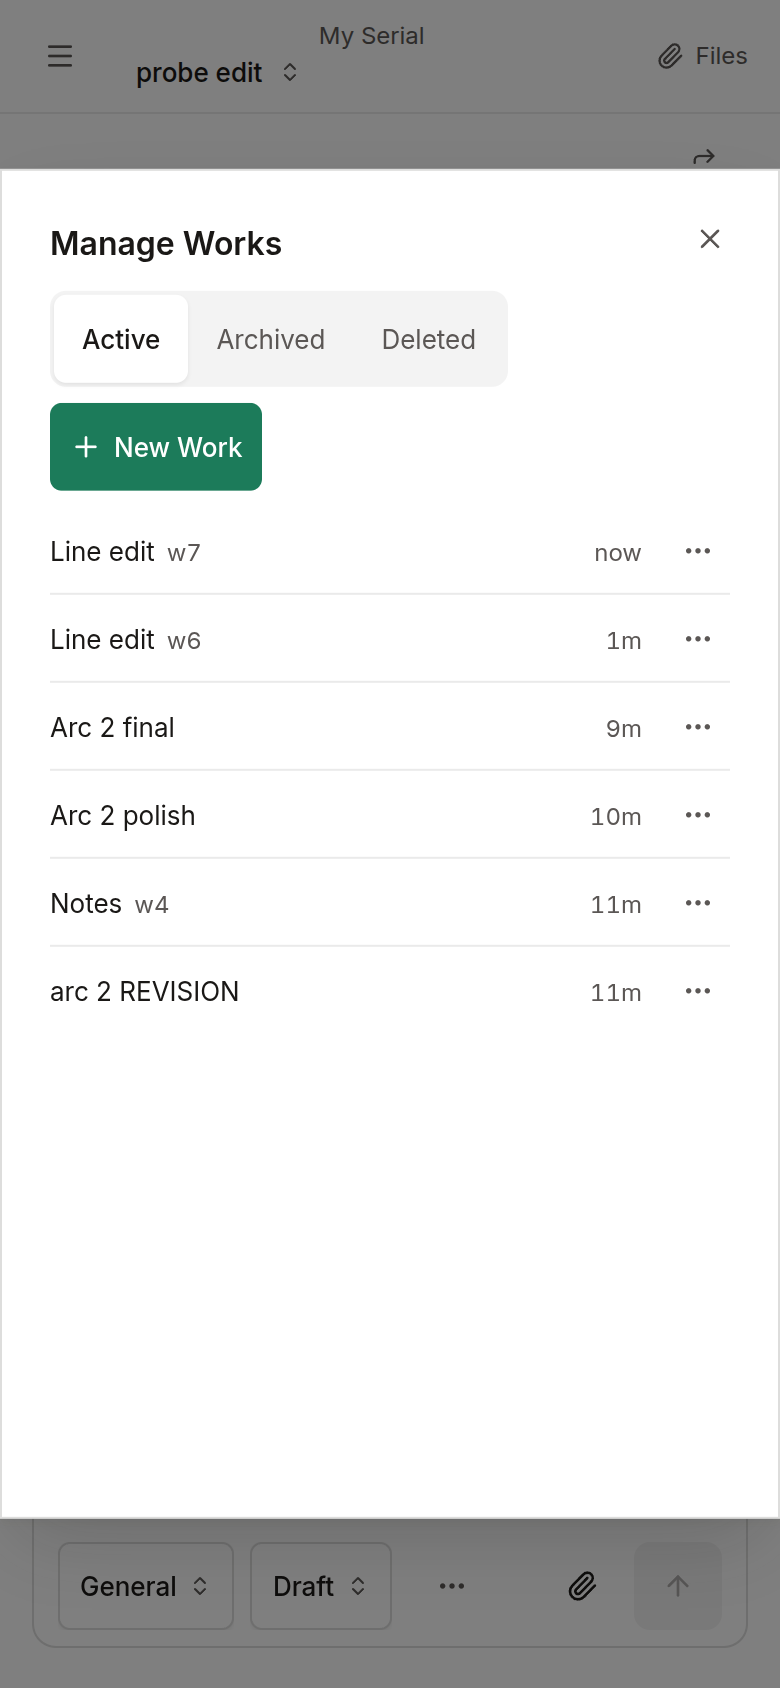 My Serial
probe edit
Files
Manage Works
Active Archived Deleted
New Work
Line edit w7 now
Line edit w6 1m
Arc 2 final 9m
Arc 2 polish 10m
Notes w4 11m
arc 2 REVISION 11m
General Draft